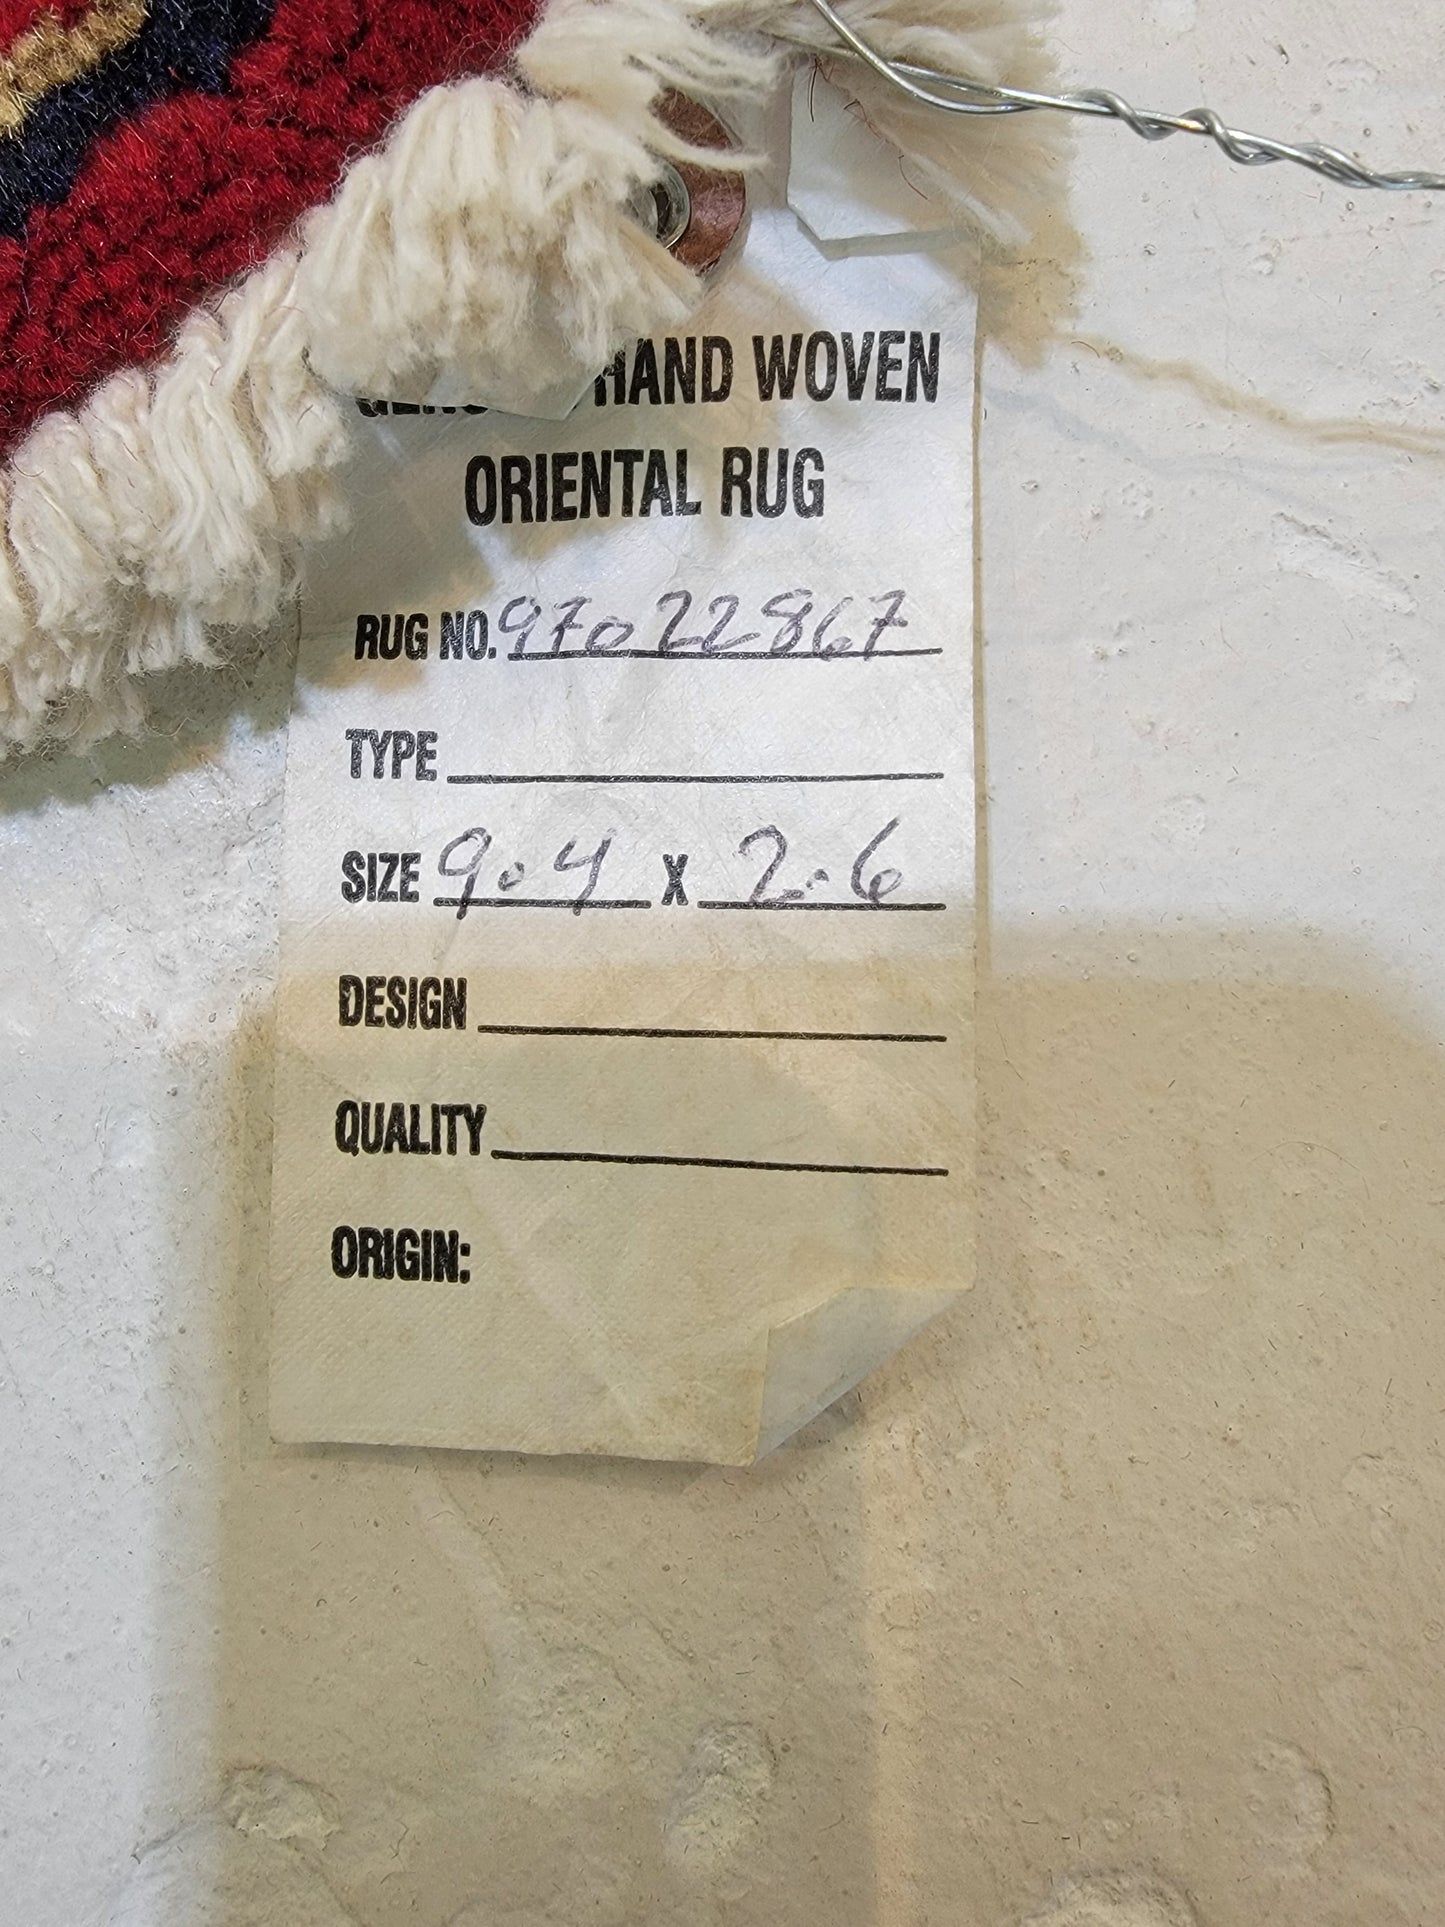 HAND WOVEN
ORIENTAL RUG
RUG NO. 97022867
TYPE
SIZE 9.4 X 2.6
DESIGN
QUALITY
ORIGIN: